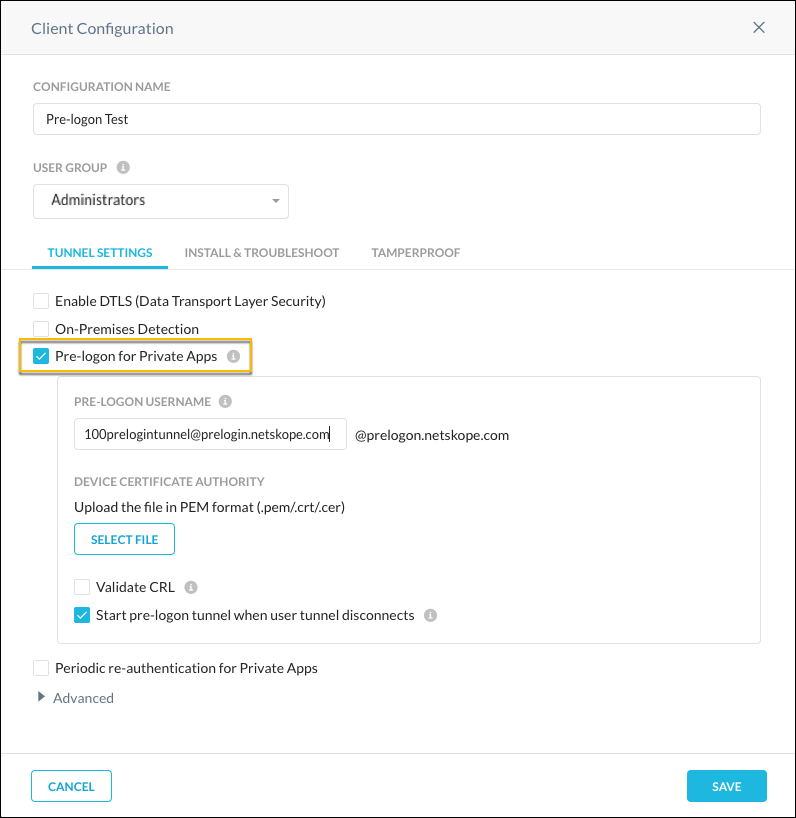 Client Configuration
CONFIGURATION NAME
Pre-logon Test
USER GROUP
Administrators
TUNNEL SETTINGS INSTALL & TROUBLESHOOT TAMPERPROOF
Enable DTLS (Data Transport Layer Security)
On-Premises Detection
Pre-logon for Private Apps
PRE-LOGON USERNAME
100prelogintunnel@prelogin.netskope.com @prelogon.netskope.com
DEVICE CERTIFICATE AUTHORITY
Upload the file in PEM format (.pem/.crt/.cer)
SELECT FILE
Validate CRL
Start pre-logon tunnel when user tunnel disconnects
Periodic re-authentication for Private Apps
Advanced
CANCEL SAVE